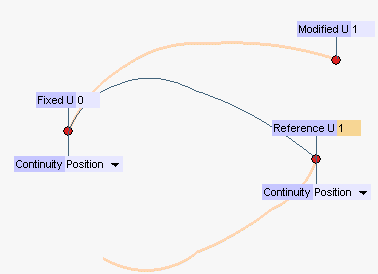 Modified U 1
Fixed U 0
Reference U 1
Continuity Position
Continuity Position